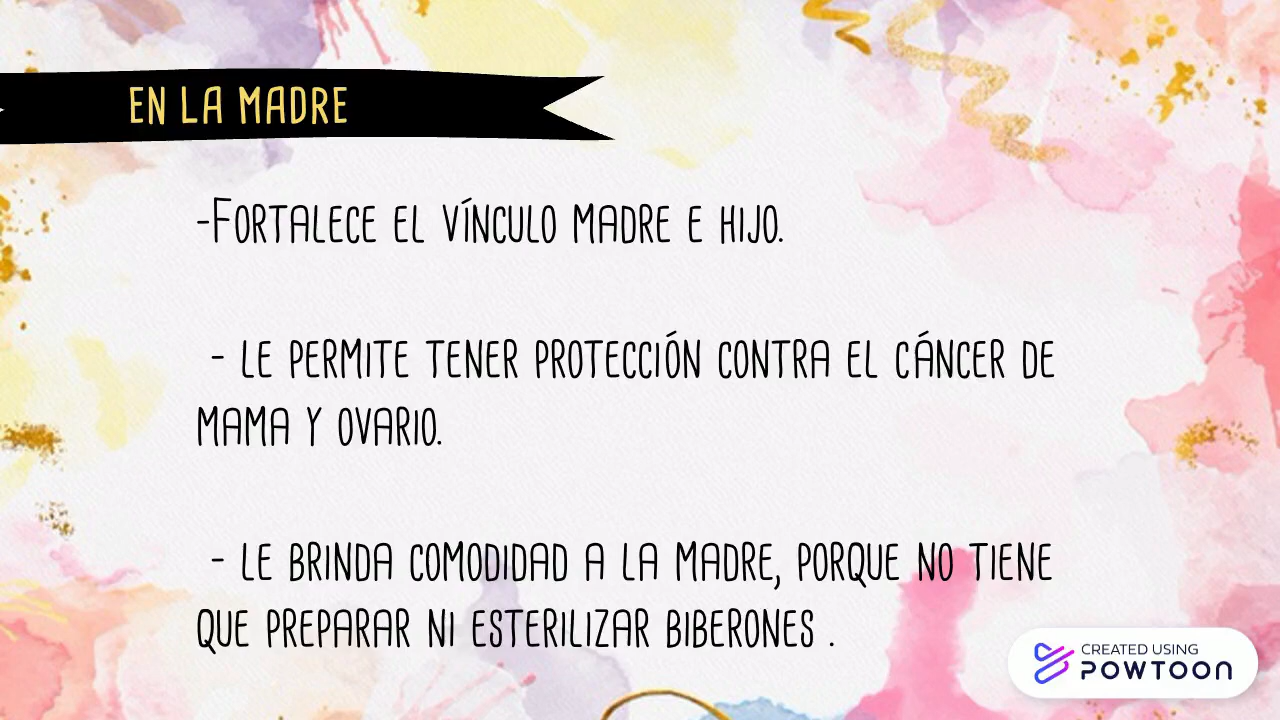 EN LA MADRE
-FORTALECE EL VÍNCULO MADRE E HIJO.
- LE PERMITE TENER PROTECCIÓN CONTRA EL CÁNCER DE
MAMA Y OVARIO.
- LE BRINDA COMODIDAD A LA MADRE, PORQUE NO TIENE
QUE PREPARAR NI ESTERILIZAR BIBERONES .
CREATED USING
POWTOON